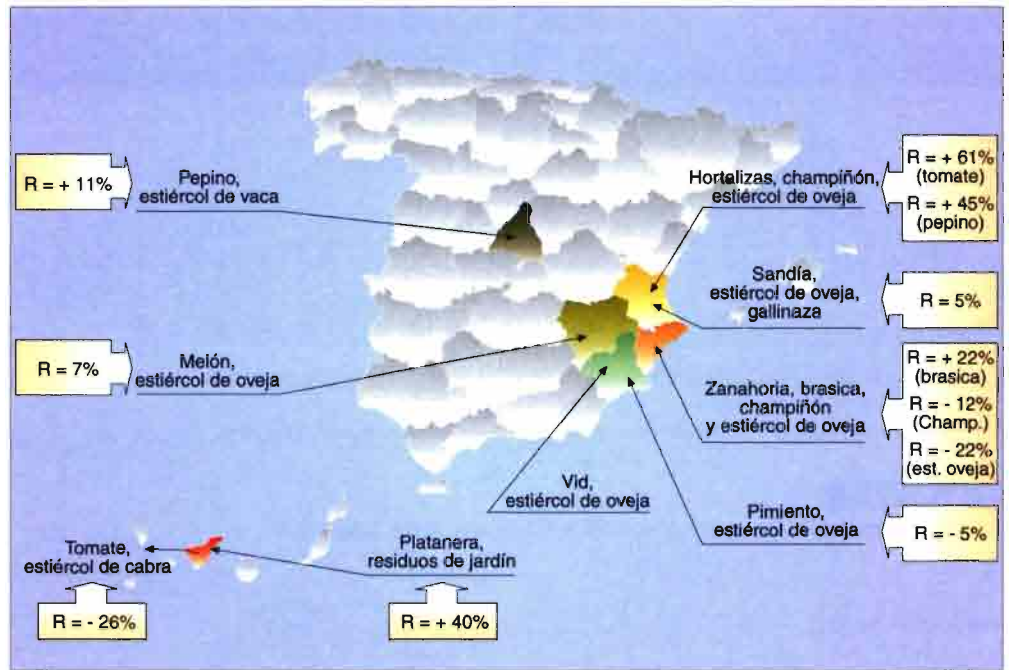 R = + 11%
Pepino,
estiércol de vaca
Hortalizas, champiñón,
estiércol de oveja
R = + 61%
(tomate)
R = + 45%
(pepino)
Sandía,
estiércol de oveja,
gallinaza
R = 5%
R = 7%
Melón,
estiércol de oveja
Zanahoria, brasica,
champiñón
y estiércol de oveja
R = + 22%
(brasica)
R = - 12%
(Champ.)
R = - 22%
(est. oveja)
Vid,
estiércol de oveja
Pimiento,
estiércol de oveja
R = - 5%
Tomate,
estiércol de cabra
R = - 26%
Platanera,
residuos de jardín
R = + 40%